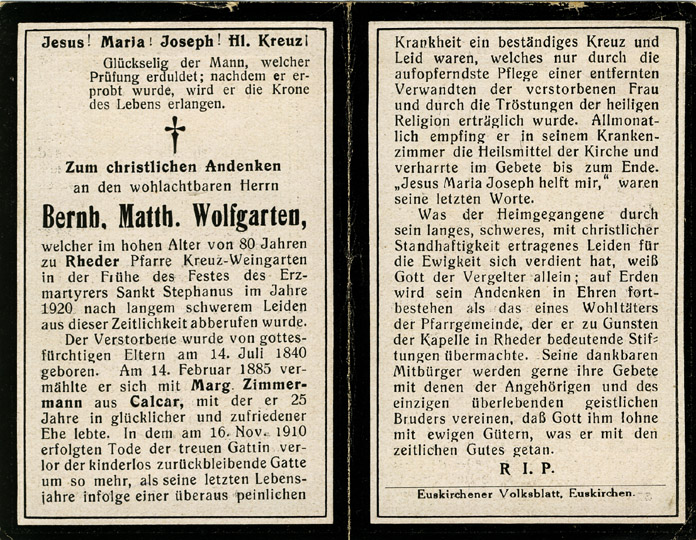 Jesus! Maria! Joseph! Hl. Kreuz!
Glückselig der Mann, welcher
Prüfung erduldet; nachdem er er-
probt wurde, wird er die Krone
des Lebens erlangen.
Zum christlichen Andenken
an den wohlachtbaren Herrn
Bernh. Matth. Wolfgarten,
welcher im hohen Alter von 80 Jahren
zu Rheder Pfarre Kreuz-Weingarten
in der Frühe des Festes des Erz-
martyrers Sankt Stephanus im Jahre
1920 nach langem schwerem Leiden
aus dieser Zeitlichkeit abberufen wurde.
Der Verstorbene wurde von gottes-
fürchtigen Eltern am 14. Juli 1840
geboren. Am 14. Februar 1885 ver-
mählte er sich mit Marg. Zimmer-
mann aus Calcar, mit der er 25
Jahre in glücklicher und zufriedener
Ehe lebte. In dem am 16. Nov. 1910
erfolgten Tode der treuen Gattin ver-
lor der kinderlos zurückbleibende Gatte
um so mehr, als seine letzten Lebens-
jahre infolge einer überaus peinlichen
Krankheit ein beständiges Kreuz und
Leid waren, welches nur durch die
aufopferndste Pflege einer entfernten
Verwandten der verstorbenen Frau
und durch die Tröstungen der heiligen
Religion erträglich wurde. Allmonat-
lich empfing er in seinem Kranken-
zimmer die Heilsmittel der Kirche und
verharrte im Gebete bis zum Ende.
„Jesus Maria Joseph helft mir,“ waren
seine letzten Worte.
Was der Heimgegangene durch
sein langes, schweres, mit christlicher
Standhaftigkeit ertragenes Leiden für
die Ewigkeit sich verdient hat, weiß
Gott der Vergelter allein; auf Erden
wird sein Andenken in Ehren fort-
bestehen als das eines Wohltäters
der Pfarrgemeinde, der er zu Gunsten
der Kapelle in Rheder bedeutende Stif-
tungen übermachte. Seine dankbaren
Mitbürger werden gerne ihre Gebete
mit denen der Angehörigen und des
einzigen überlebenden geistlichen
Bruders vereinen, daß Gott ihm lohne
mit ewigen Gütern, was er mit den
zeitlichen Gutes getan.
R. I. P.
Euskirchener Volksblatt, Euskirchen.